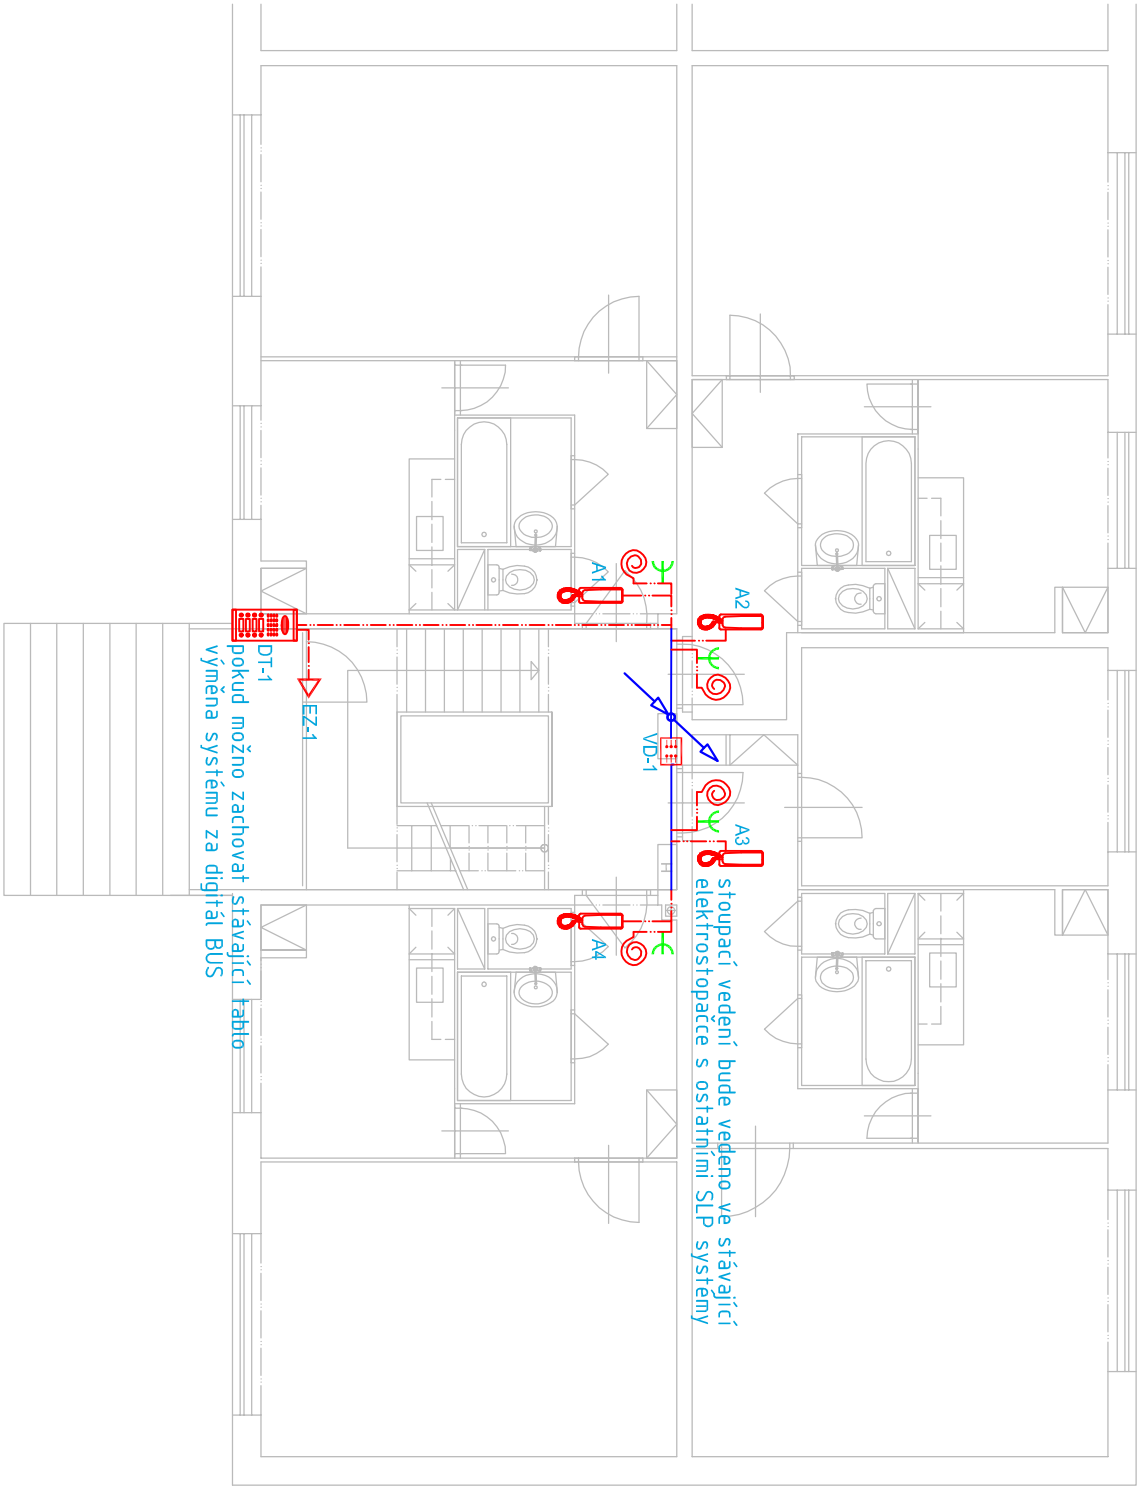 A1
A2
DT-1
pokud možno zachovat stávající tablo
výměna systému za digitál BUS
EZ-1
VD-1
A3
A4
stoupací vedení bude vedeno ve stávající
elektrostopačce s ostatními SLP systémy